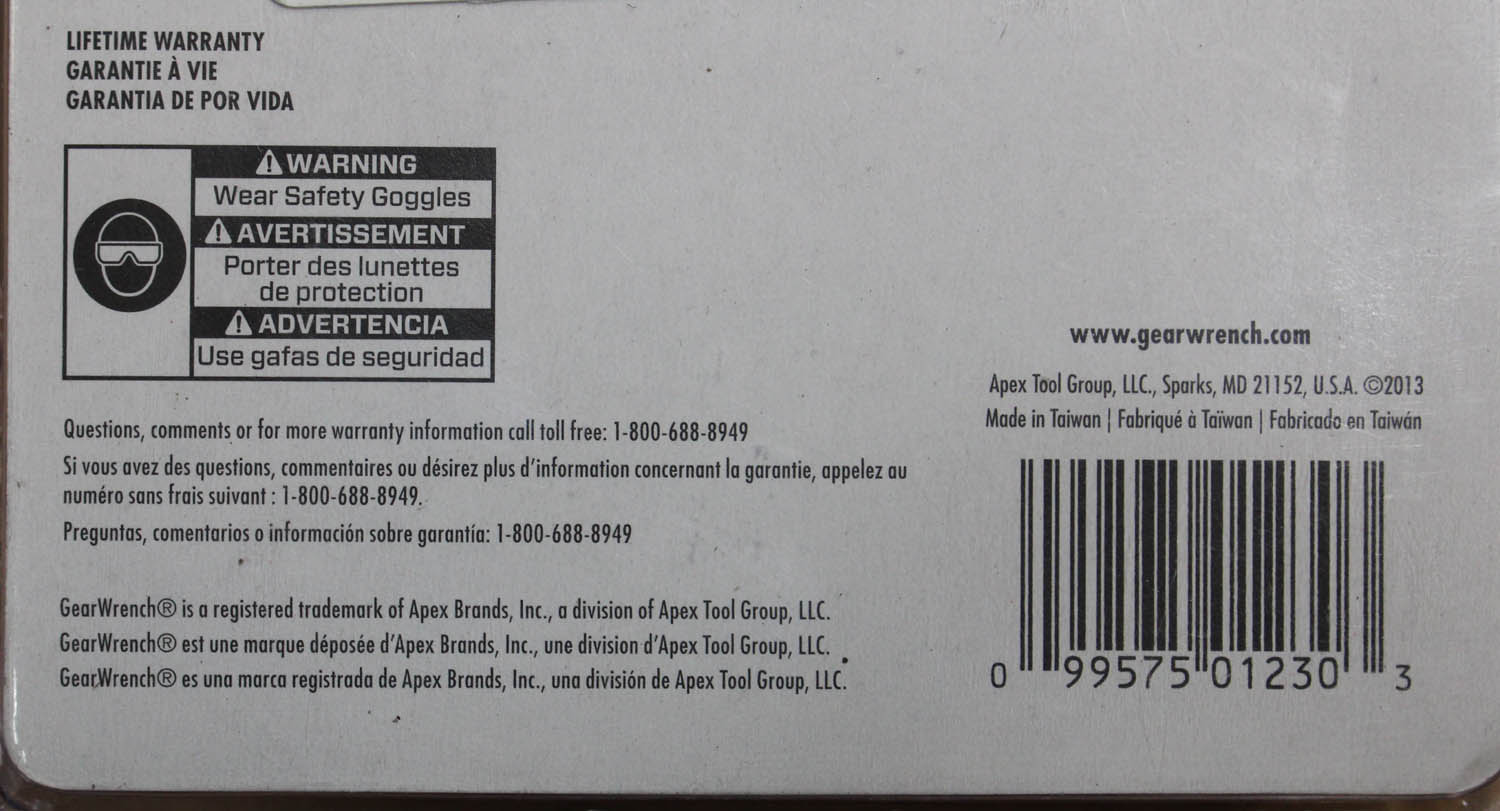 LIFETIME WARRANTY
GARANTIE À VIE
GARANTIA DE POR VIDA
⚠ WARNING
Wear Safety Goggles
⚠ AVERTISSEMENT
Porter des lunettes
de protection
⚠ ADVERTENCIA
Use gafas de seguridad
Questions, comments or for more warranty information call toll free: 1-800-688-8949
Si vous avez des questions, commentaires ou désirez plus d'information concernant la garantie, appelez au
numéro sans frais suivant : 1-800-688-8949.
Preguntas, comentarios o información sobre garantía: 1-800-688-8949
GearWrench® is a registered trademark of Apex Brands, Inc., a division of Apex Tool Group, LLC.
GearWrench® est une marque déposée d'Apex Brands, Inc., une division d'Apex Tool Group, LLC.
GearWrench® es una marca registrada de Apex Brands, Inc., una división de Apex Tool Group, LLC.
www.gearwrench.com
Apex Tool Group, LLC., Sparks, MD 21152, U.S.A. ©2013
Made in Taiwan | Fabriqué à Taïwan | Fabricado en Taiwán
0 99575 01230 3